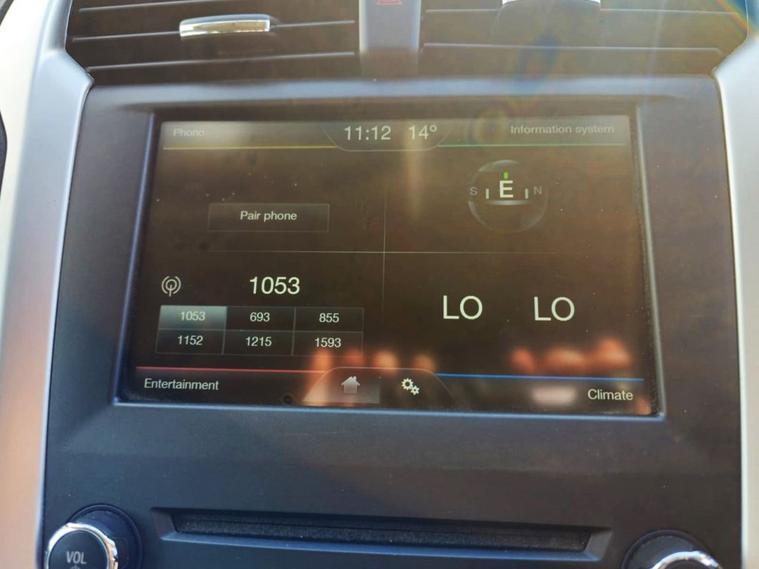 Phone 11:12 14° Information system
S E N
Pair phone
1053
LO LO
1053 693 855
1152 1215 1593
Entertainment Climate
VOL